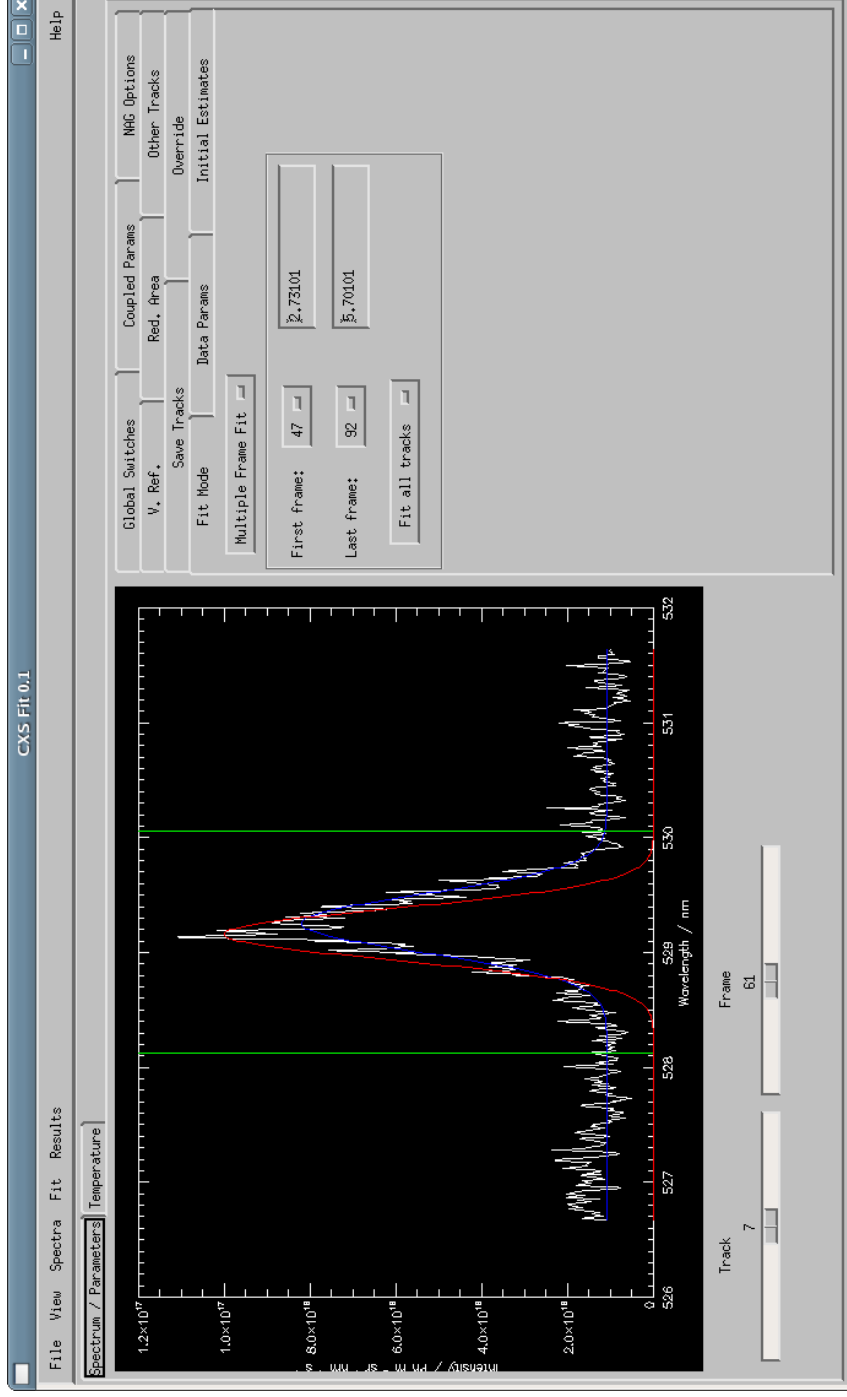 CXS Fit 0.1
File View Spectra Fit Results Help
Spectrum / Parameters Temperature
1.2×10¹⁷
1.0×10¹⁷
8.0×10¹⁶
6.0×10¹⁶
4.0×10¹⁶
2.0×10¹⁶
0
526 527 528 529 530 531 532
Wavelength / nm
Track
7
Frame
61
Global Switches Coupled Params NAG Options
V. Ref. Red. Area Other Tracks
Save Tracks Override
Fit Mode Data Params Initial Estimates
Multiple Frame Fit
First frame: 47 2.73101
Last frame: 92 5.70101
Fit all tracks